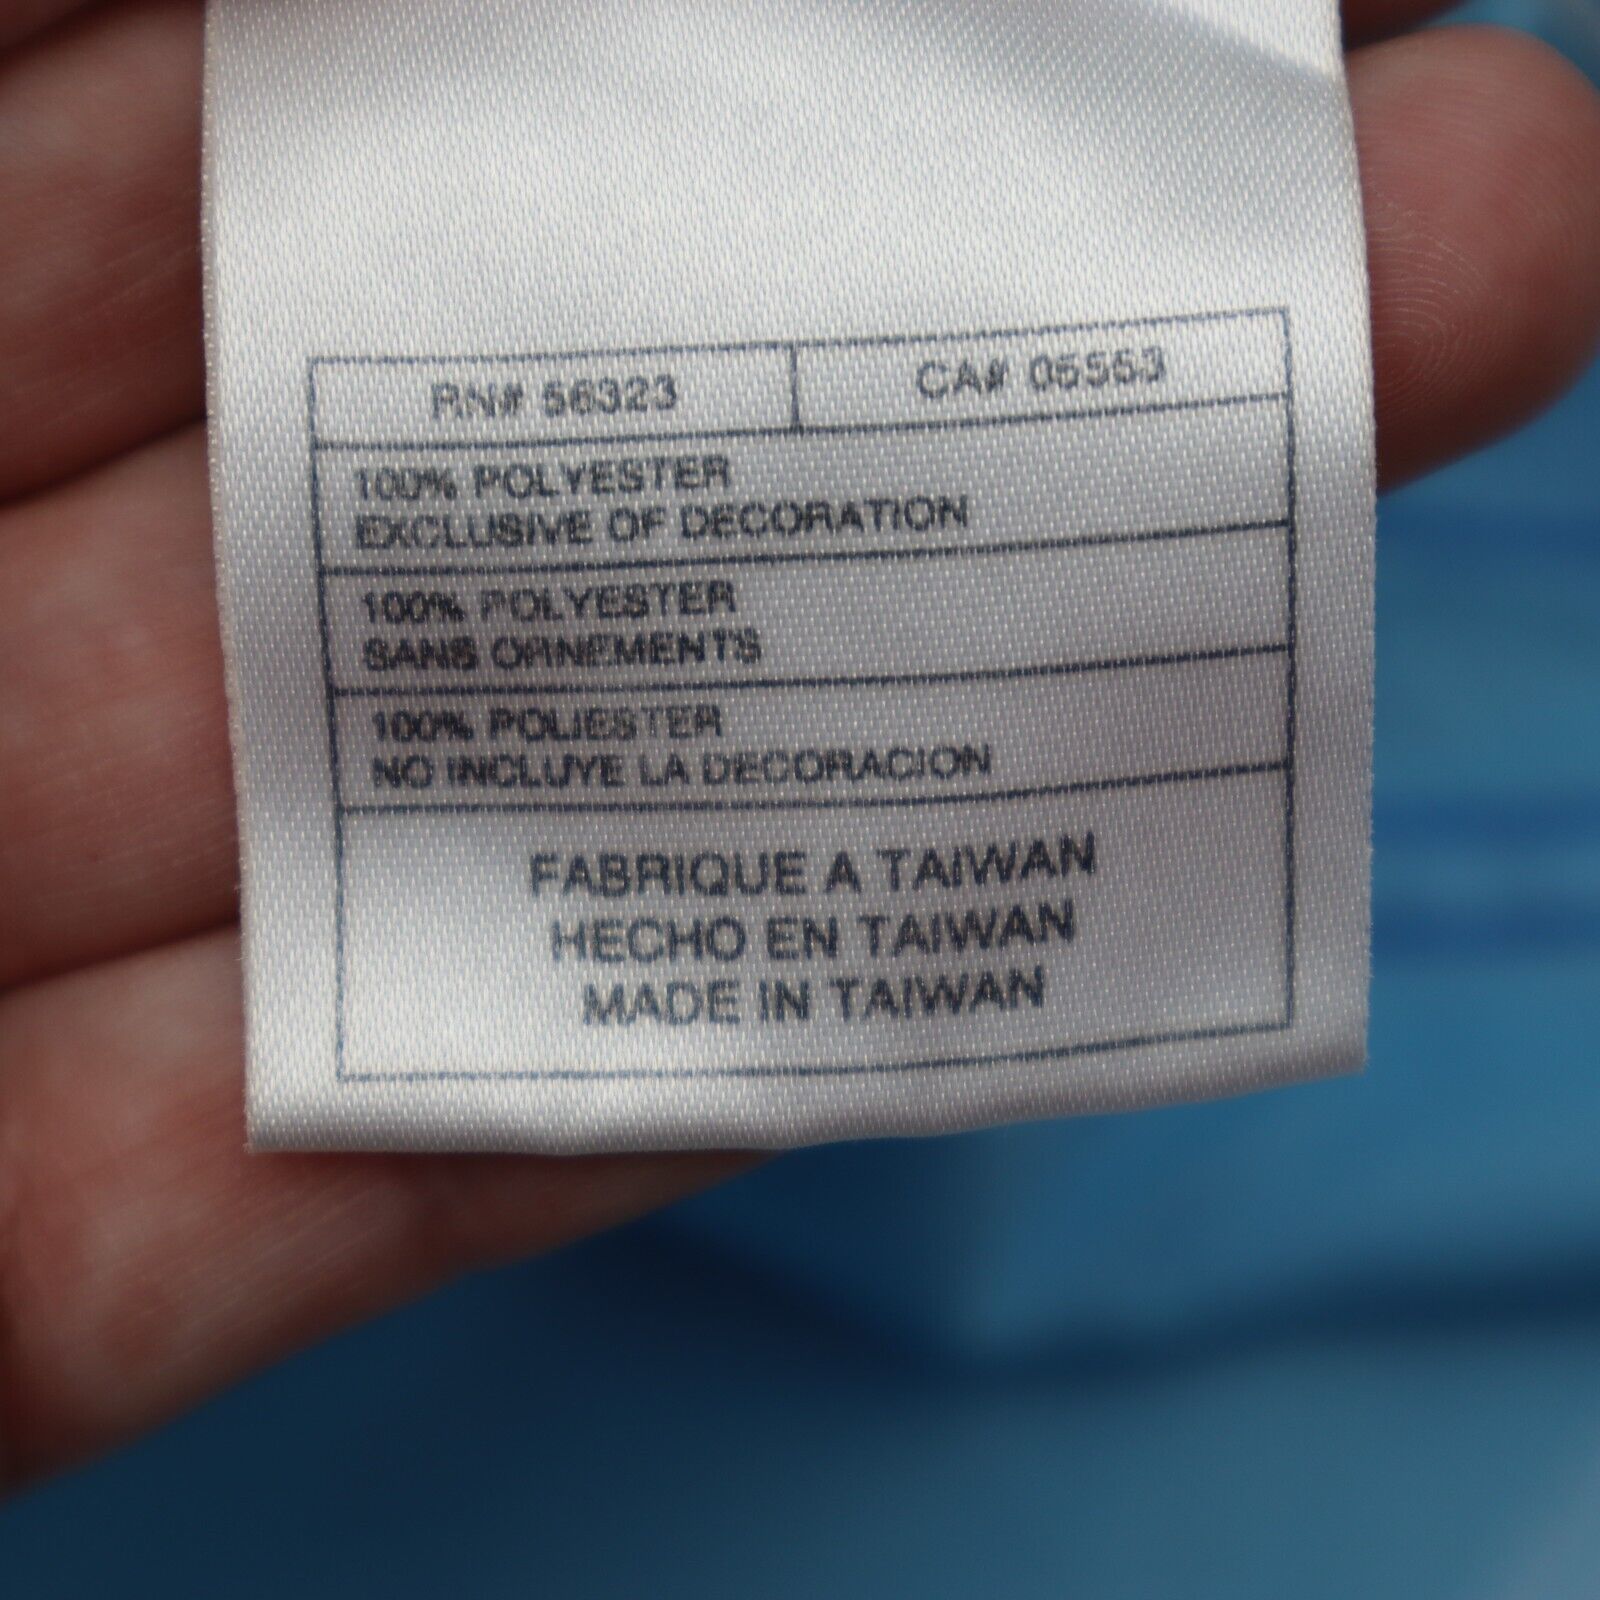 RN# 56323 CA# 05553
100% POLYESTER
EXCLUSIVE OF DECORATION
100% POLYESTER
SANS ORNEMENTS
100% POLIESTER
NO INCLUYE LA DECORACION
FABRIQUE A TAIWAN
HECHO EN TAIWAN
MADE IN TAIWAN